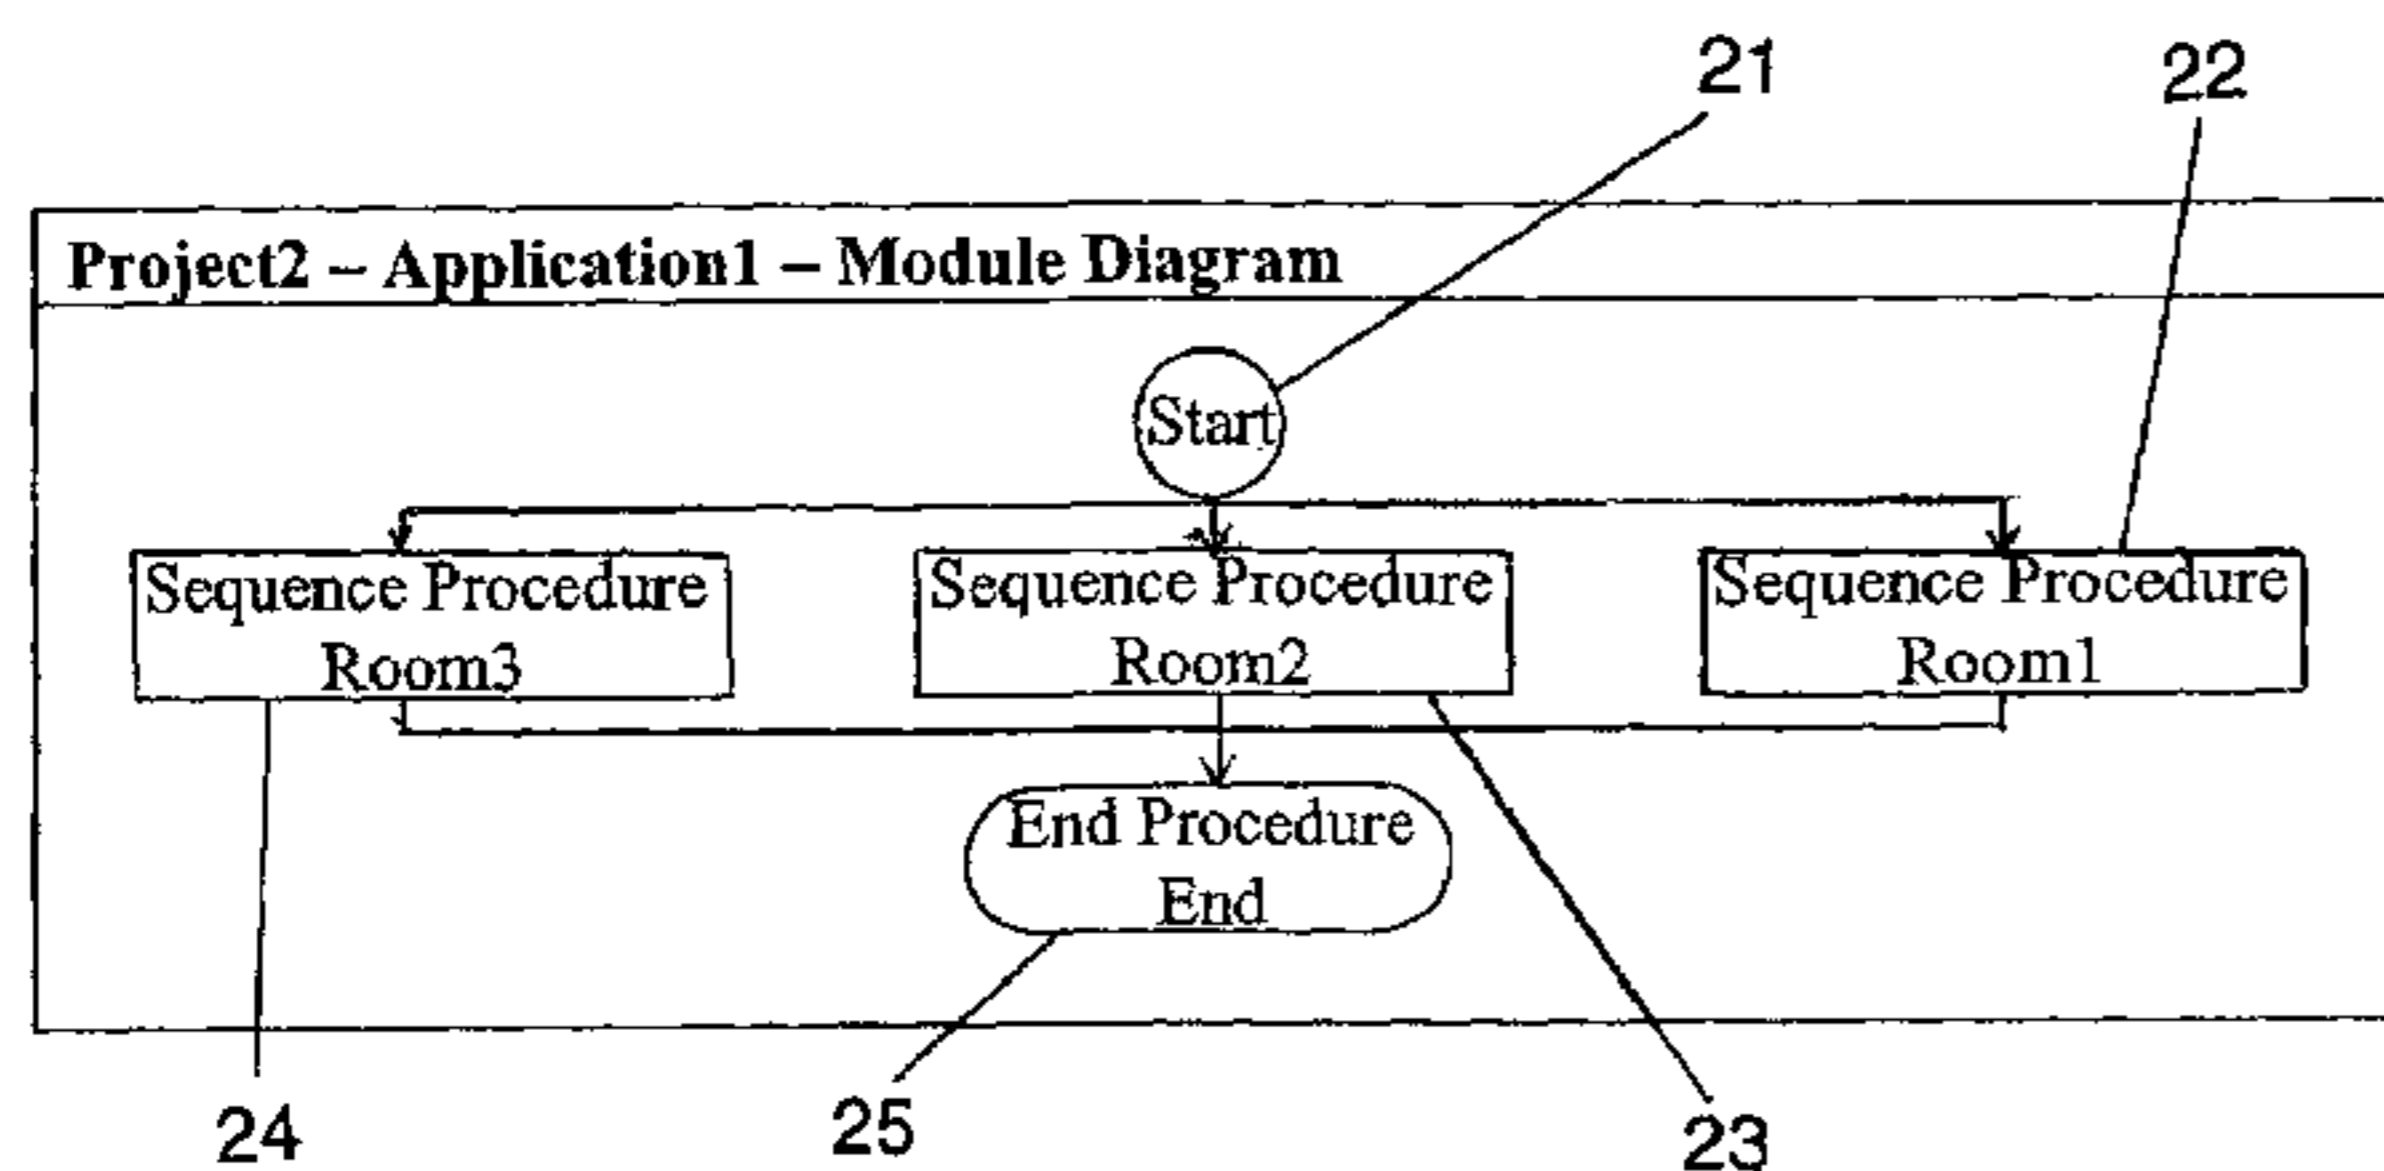 21
22
Project2 – Application1 – Module Diagram
Start
Sequence Procedure
Room3
Sequence Procedure
Room2
Sequence Procedure
Room1
End Procedure
End
24
25
23